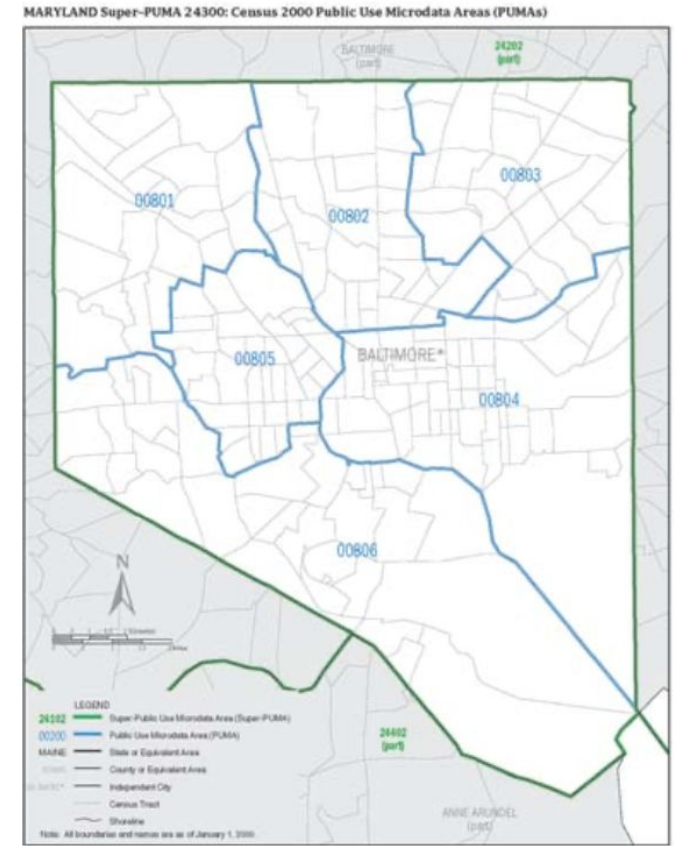 MARYLAND Super-PUMA 24300: Census 2000 Public Use Microdata Areas (PUMAs)
BALTIMORE
(part)
24202
(part)
00801
00802
00803
00805
BALTIMORE*
00804
00806
N
LEGEND
Super-Public Use Microdata Area (Super-PUMA)
00200 Public Use Microdata Area (PUMA)
MAINE State or Equivalent Area
County or Equivalent Area
Independent City
Census Tract
Shoreline
Note: All boundaries and names are as of January 1, 2000.
(part)
ANNE ARUNDEL
(part)